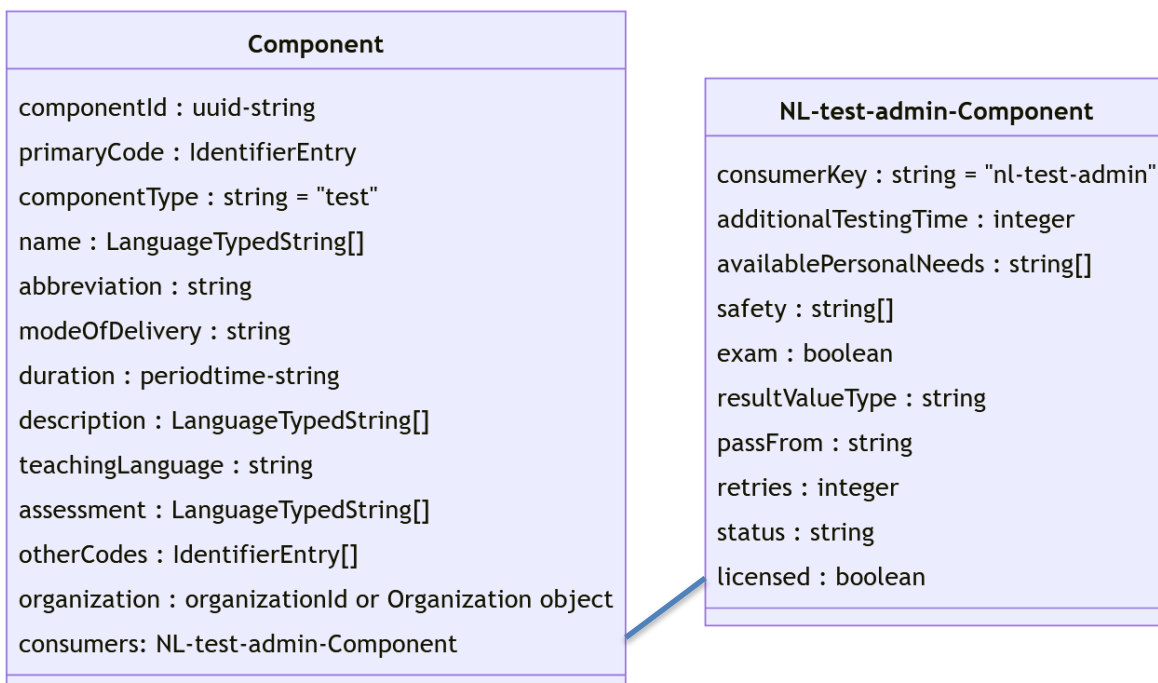 Component
componentId : uuid-string
primaryCode : IdentifierEntry
componentType : string = "test"
name : LanguageTypedString[]
abbreviation : string
modeOfDelivery : string
duration : periodtime-string
description : LanguageTypedString[]
teachingLanguage : string
assessment : LanguageTypedString[]
otherCodes : IdentifierEntry[]
organization : organizationId or Organization object
consumers: NL-test-admin-Component
NL-test-admin-Component
consumerKey : string = "nl-test-admin"
additionalTestingTime : integer
availablePersonalNeeds : string[]
safety : string[]
exam : boolean
resultValueType : string
passFrom : string
retries : integer
status : string
licensed : boolean